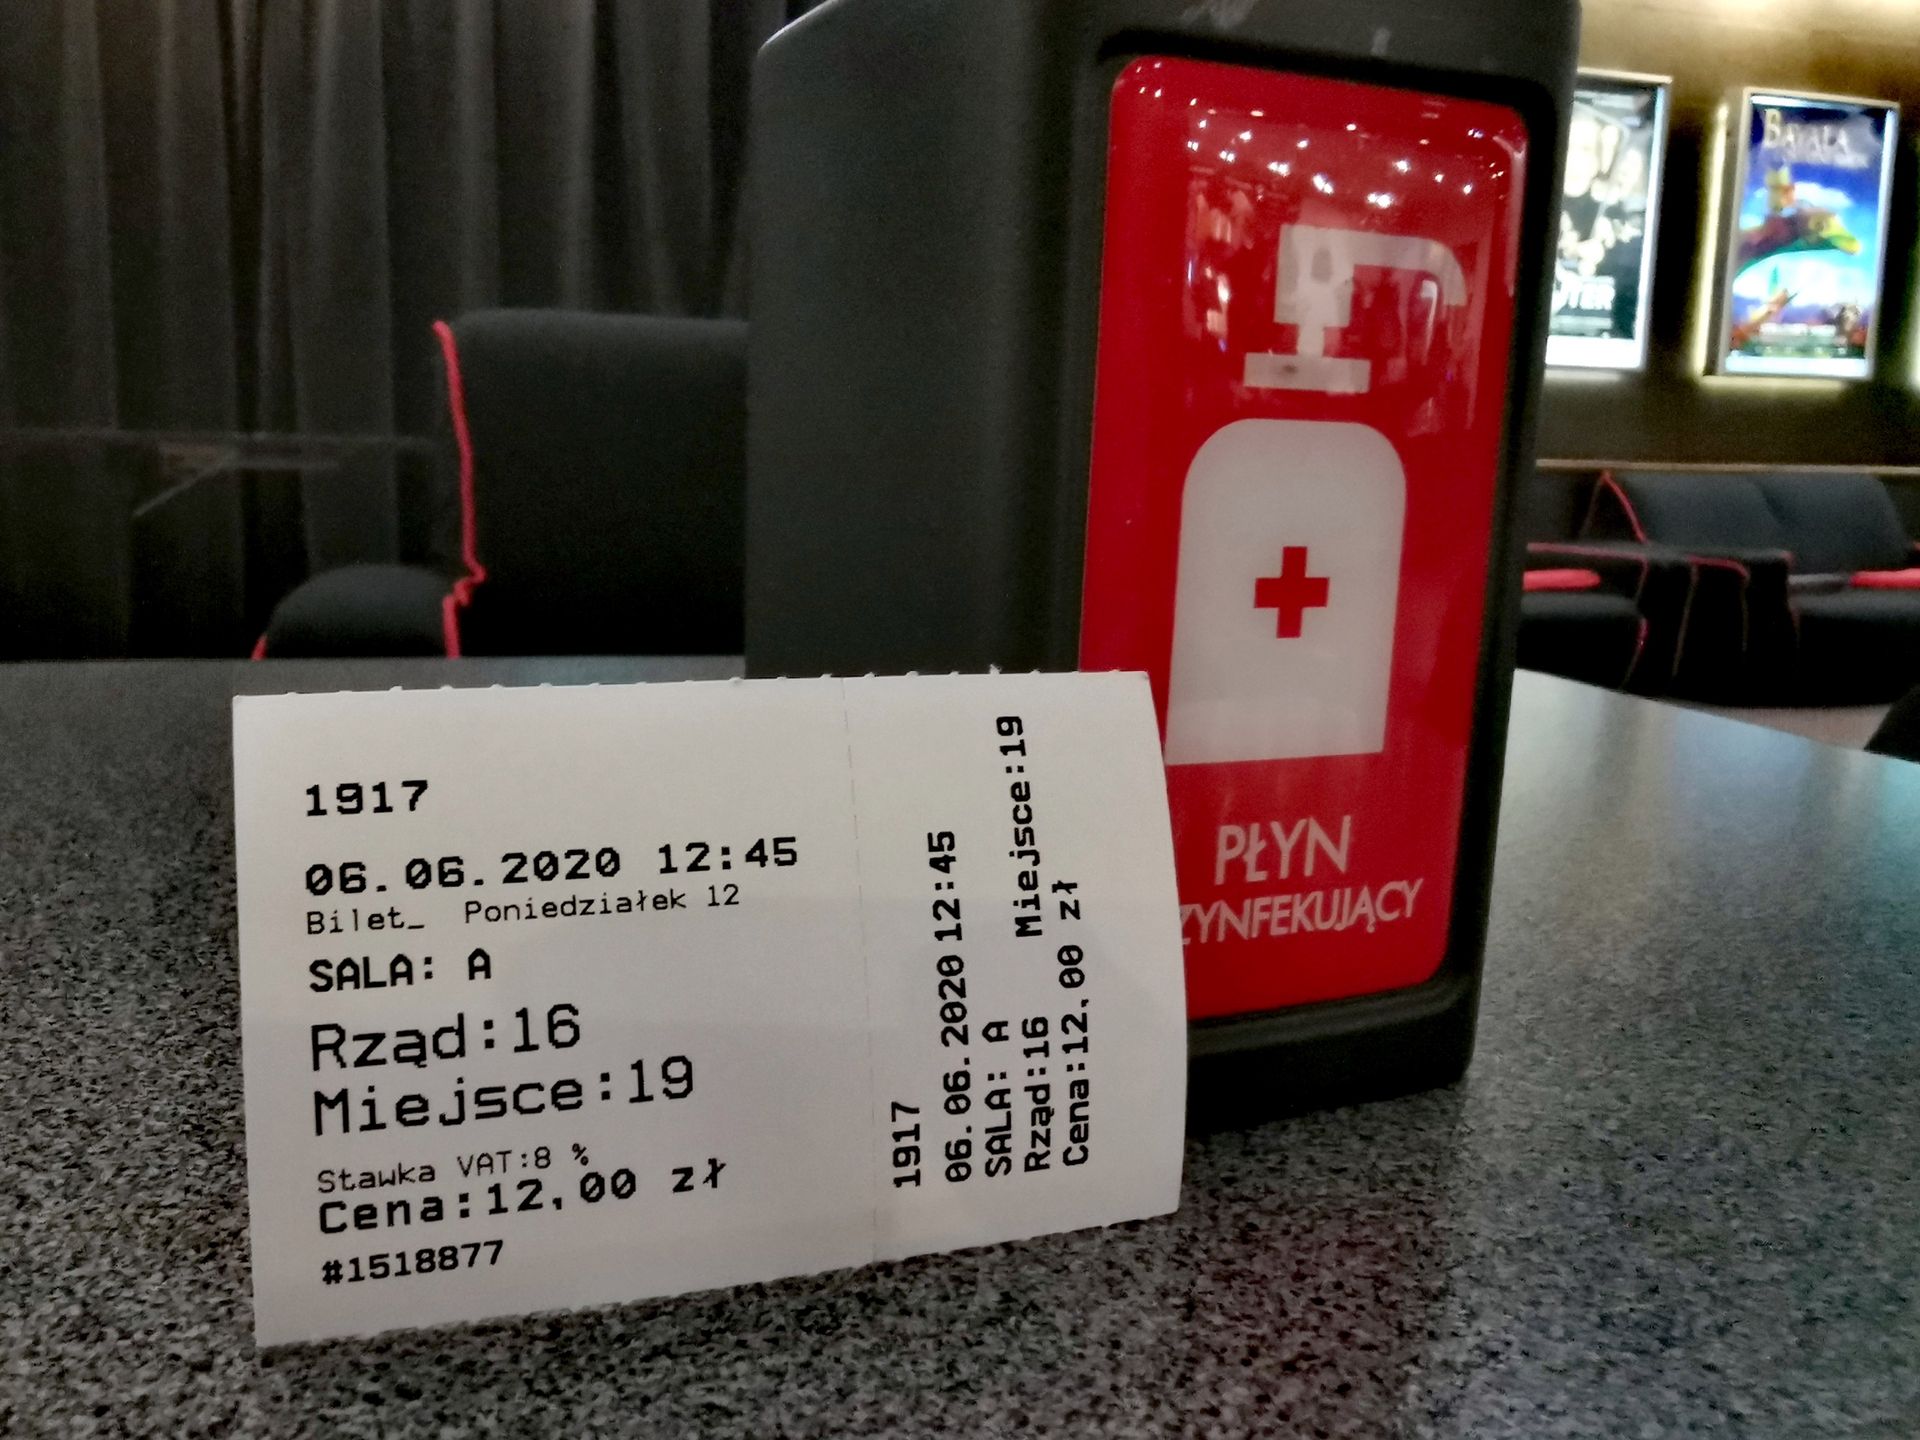 1917
06.06.2020 12:45
Bilet_ Poniedziałek 12
SALA: A
Rząd:16
Miejsce:19
Stawka VAT:8 %
Cena:12,00 zł
#1518877
1917
06.06.2020 12:45
SALA: A
Rząd:16 Miejsce:19
Cena:12,00 zł
PŁYN
ZYNFEKUJĄCY
BAYALA